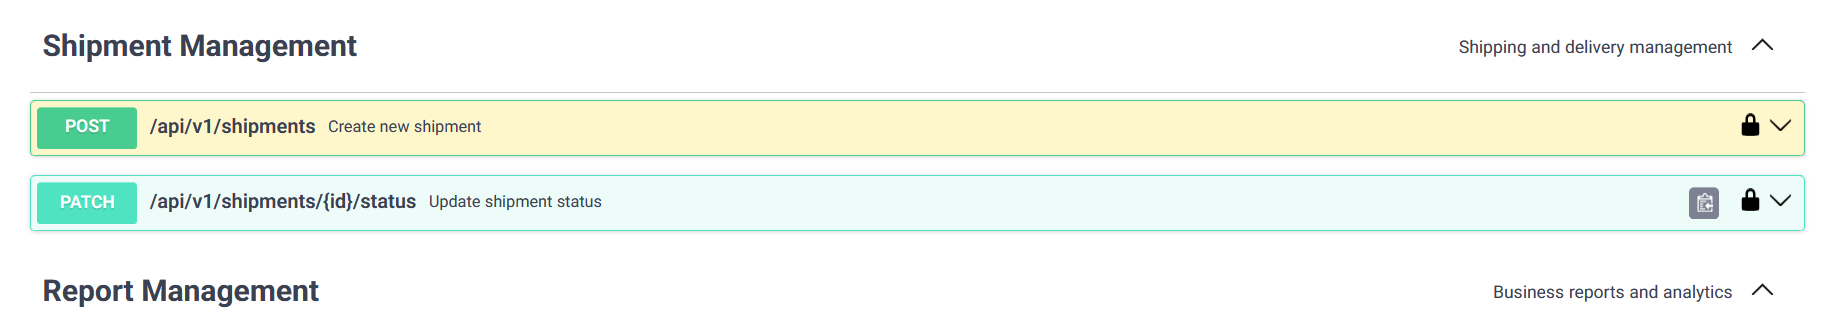 Shipment Management
Shipping and delivery management
POST /api/v1/shipments Create new shipment
PATCH /api/v1/shipments/{id}/status Update shipment status
Report Management
Business reports and analytics